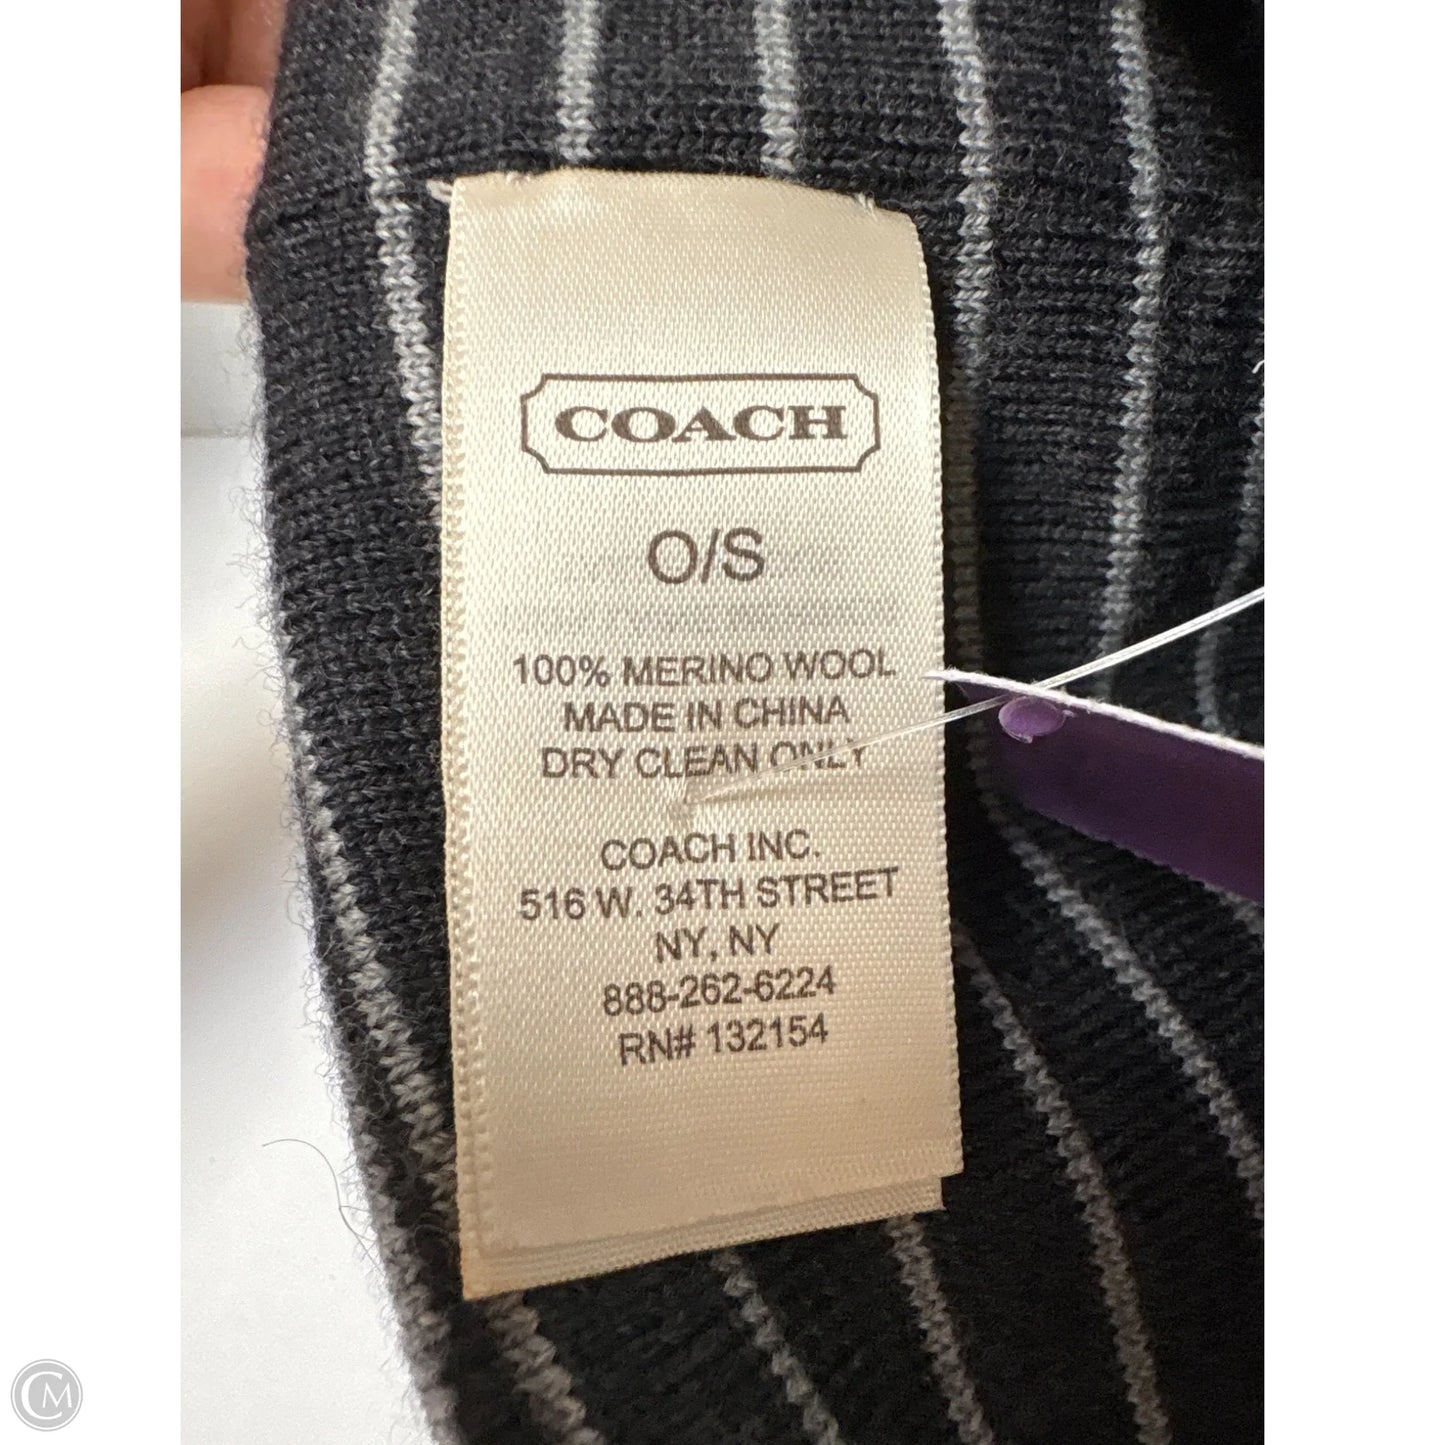 COACH
O/S
100% MERINO WOOL
MADE IN CHINA
DRY CLEAN ONLY
COACH INC.
516 W. 34TH STREET
NY, NY
888-262-6224
RN# 132154
CM